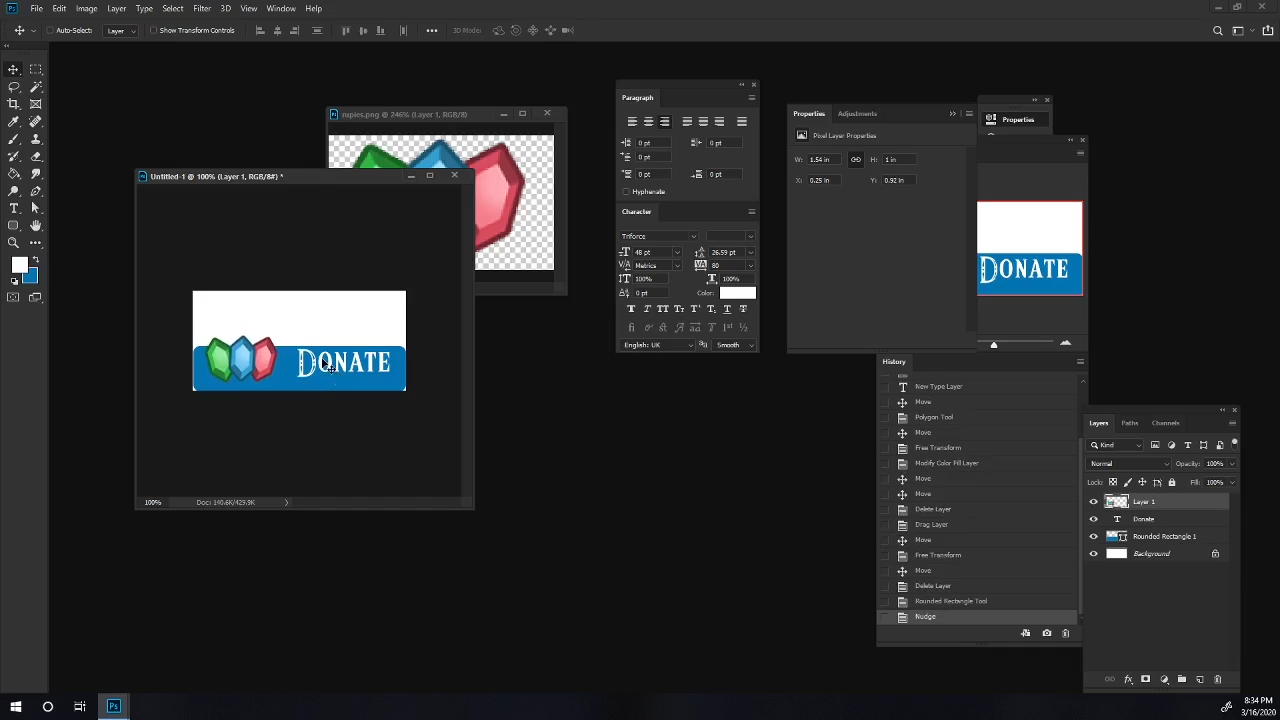 Ps File Edit Image Layer Type Select Filter 3D View Window Help
Auto-Select: Layer Show Transform Controls 3D Mode:
rupies.png @ 246% (Layer 1, RGB/8)
Untitled-1 @ 100% (Layer 1, RGB/8#) *
DONATE
100% Doc: 140.6K/429.9K
Paragraph
0 pt 0 pt
0 pt
0 pt 0 pt
Hyphenate
Character
Triforce
48 pt 26.59 pt
Metrics 80
100% 100%
0 pt Color:
English: UK Smooth
Properties Adjustments
Pixel Layer Properties
W: 1.54 in H: 1 in
X: 0.25 in Y: 0.92 in
Properties
DONATE
History
New Type Layer
Move
Polygon Tool
Move
Free Transform
Modify Color Fill Layer
Move
Move
Delete Layer
Drag Layer
Move
Free Transform
Move
Delete Layer
Rounded Rectangle Tool
Nudge
Layers Paths Channels
Kind
Normal Opacity: 100%
Lock: Fill: 100%
Layer 1
T Donate
Rounded Rectangle 1
Background
Ps
8:34 PM
3/16/2020